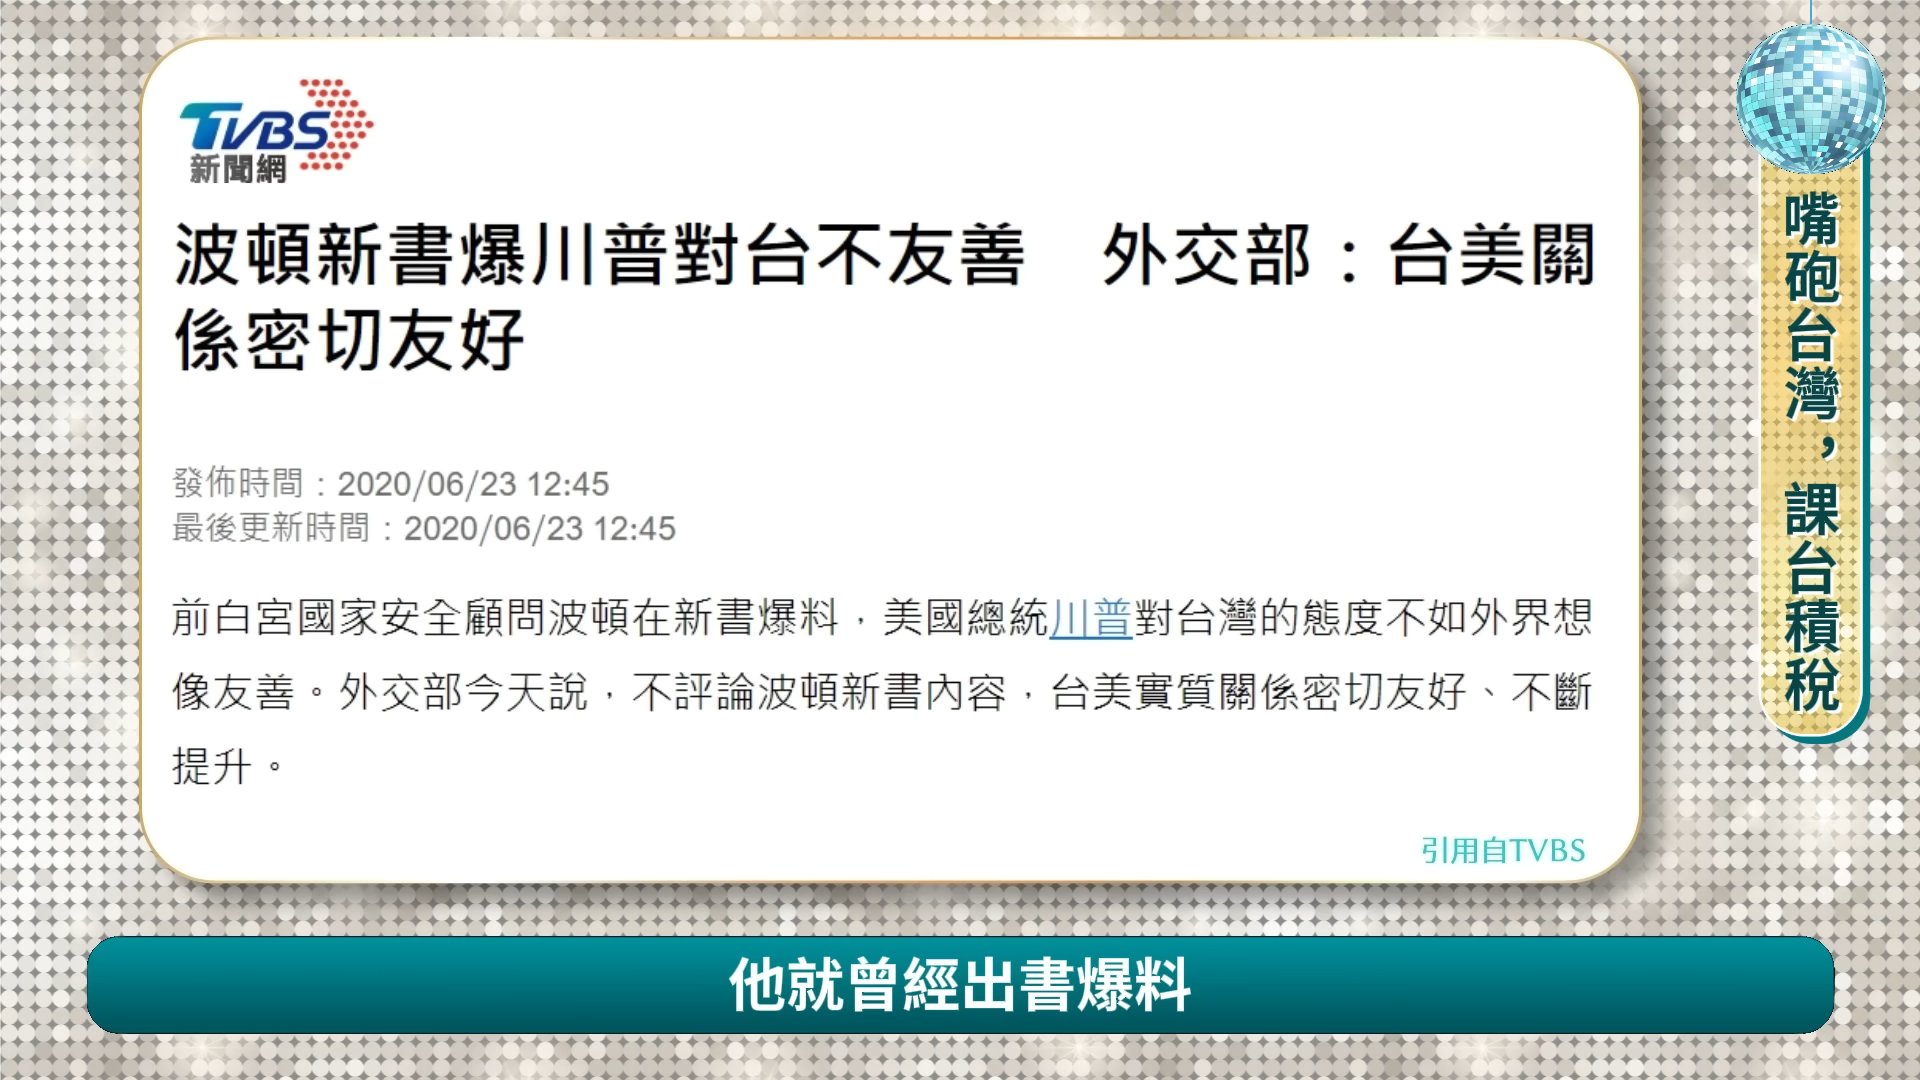 TVBS
新聞網
波頓新書爆川普對台不友善　外交部：台美關
係密切友好
發佈時間：2020/06/23 12:45
最後更新時間：2020/06/23 12:45
前白宮國家安全顧問波頓在新書爆料，美國總統川普對台灣的態度不如外界想
像友善。外交部今天說，不評論波頓新書內容，台美實質關係密切友好、不斷
提升。
引用自TVBS
嘴砲台灣，課台積稅
他就曾經出書爆料